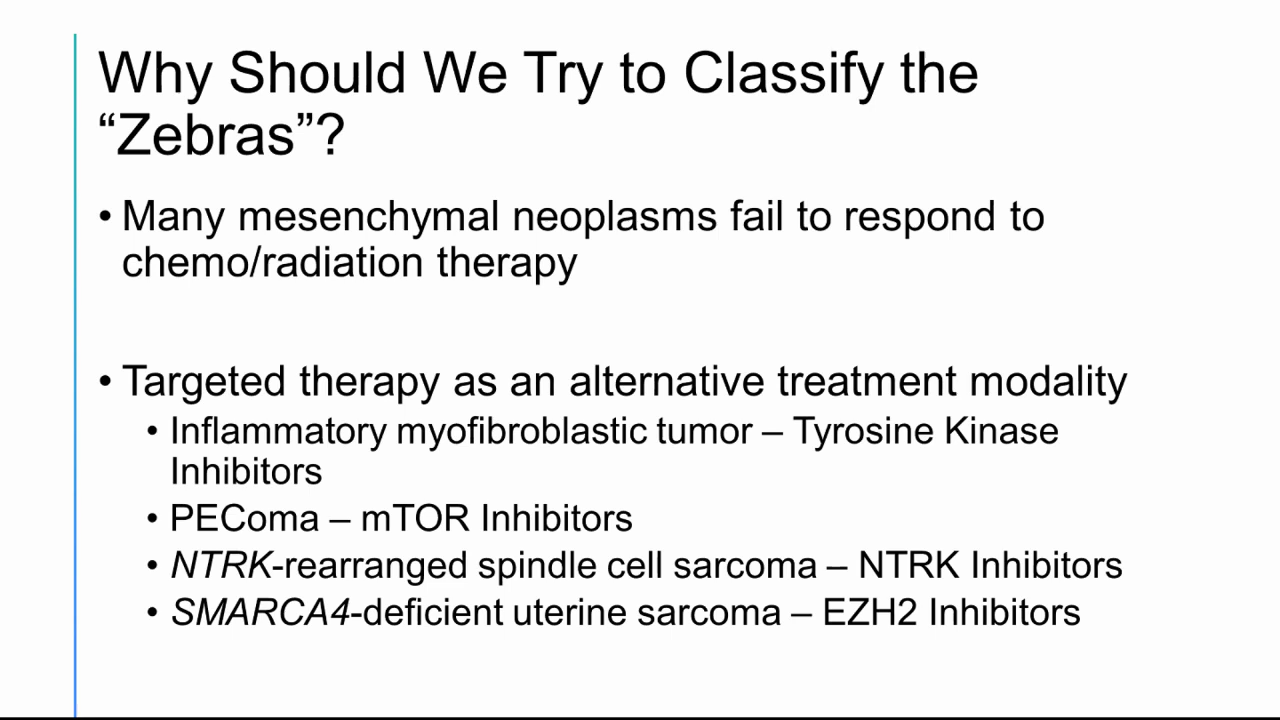 Why Should We Try to Classify the
“Zebras”?
• Many mesenchymal neoplasms fail to respond to
chemo/radiation therapy
• Targeted therapy as an alternative treatment modality
• Inflammatory myofibroblastic tumor – Tyrosine Kinase
Inhibitors
• PEComa – mTOR Inhibitors
• NTRK-rearranged spindle cell sarcoma – NTRK Inhibitors
• SMARCA4-deficient uterine sarcoma – EZH2 Inhibitors